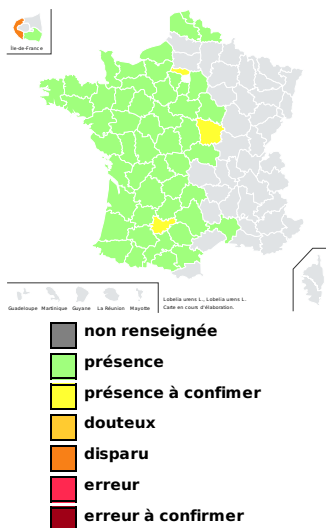 Île-de-France
Lobelia urens L., Lobelia urens L.
Carte en cours d'élaboration.
Guadeloupe Martinique Guyane La Réunion Mayotte
non renseignée
présence
présence à confimer
douteux
disparu
erreur
erreur à confirmer